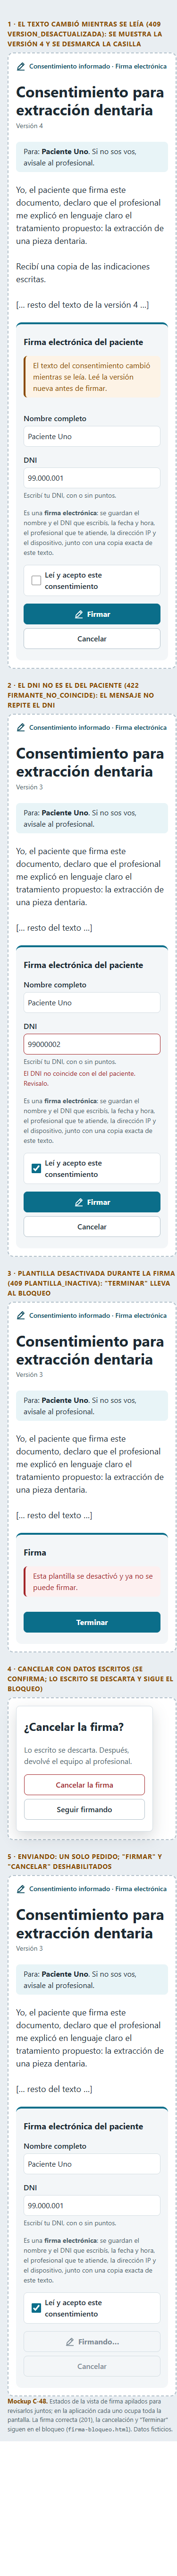 1 · EL TEXTO CAMBIÓ MIENTRAS SE LEÍA (409
VERSION_DESACTUALIZADA): SE MUESTRA LA
VERSIÓN 4 Y SE DESMARCA LA CASILLA
Consentimiento informado · Firma electrónica
Consentimiento para
extracción dentaria
Versión 4
Para: Paciente Uno. Si no sos vos,
avisale al profesional.
Yo, el paciente que firma este
documento, declaro que el profesional
me explicó en lenguaje claro el
tratamiento propuesto: la extracción de
una pieza dentaria.
Recibí una copia de las indicaciones
escritas.
[... resto del texto de la versión 4 ...]
Firma electrónica del paciente
El texto del consentimiento cambió
mientras se leía. Leé la versión
nueva antes de firmar.
Nombre completo
Paciente Uno
DNI
99.000.001
Escribí tu DNI, con o sin puntos.
Es una firma electrónica: se guardan el
nombre y el DNI que escribís, la fecha y hora,
el profesional que te atiende, la dirección IP y
el dispositivo, junto con una copia exacta de
este texto.
Leí y acepto este
consentimiento
Firmar
Cancelar
2 · EL DNI NO ES EL DEL PACIENTE (422
FIRMANTE_NO_COINCIDE): EL MENSAJE NO
REPITE EL DNI
Consentimiento informado · Firma electrónica
Consentimiento para
extracción dentaria
Versión 3
Para: Paciente Uno. Si no sos vos,
avisale al profesional.
Yo, el paciente que firma este
documento, declaro que el profesional
me explicó en lenguaje claro el
tratamiento propuesto: la extracción de
una pieza dentaria.
[... resto del texto ...]
Firma electrónica del paciente
Nombre completo
Paciente Uno
DNI
99000002
Escribí tu DNI, con o sin puntos.
El DNI no coincide con el del paciente.
Revisalo.
Es una firma electrónica: se guardan el
nombre y el DNI que escribís, la fecha y hora,
el profesional que te atiende, la dirección IP y
el dispositivo, junto con una copia exacta de
este texto.
Leí y acepto este
consentimiento
Firmar
Cancelar
3 · PLANTILLA DESACTIVADA DURANTE LA FIRMA
(409 PLANTILLA_INACTIVA): "TERMINAR" LLEVA
AL BLOQUEO
Consentimiento informado · Firma electrónica
Consentimiento para
extracción dentaria
Versión 3
Para: Paciente Uno. Si no sos vos,
avisale al profesional.
Yo, el paciente que firma este
documento, declaro que el profesional
me explicó en lenguaje claro el
tratamiento propuesto: la extracción de
una pieza dentaria.
[... resto del texto ...]
Firma
Esta plantilla se desactivó y ya no se
puede firmar.
Terminar
4 · CANCELAR CON DATOS ESCRITOS (SE
CONFIRMA; LO ESCRITO SE DESCARTA Y SIGUE EL
BLOQUEO)
¿Cancelar la firma?
Lo escrito se descarta. Después,
devolvé el equipo al profesional.
Cancelar la firma
Seguir firmando
5 · ENVIANDO: UN SOLO PEDIDO; "FIRMAR" Y
"CANCELAR" DESHABILITADOS
Consentimiento informado · Firma electrónica
Consentimiento para
extracción dentaria
Versión 3
Para: Paciente Uno. Si no sos vos,
avisale al profesional.
Yo, el paciente que firma este
documento, declaro que el profesional
me explicó en lenguaje claro el
tratamiento propuesto: la extracción de
una pieza dentaria.
[... resto del texto ...]
Firma electrónica del paciente
Nombre completo
Paciente Uno
DNI
99.000.001
Escribí tu DNI, con o sin puntos.
Es una firma electrónica: se guardan el
nombre y el DNI que escribís, la fecha y hora,
el profesional que te atiende, la dirección IP y
el dispositivo, junto con una copia exacta de
este texto.
Leí y acepto este
consentimiento
Firmando...
Cancelar
Mockup C-48. Estados de la vista de firma apilados para
revisarlos juntos; en la aplicación cada uno ocupa toda la
pantalla. La firma correcta (201), la cancelación y "Terminar"
siguen en el bloqueo (firma-bloqueo.html). Datos ficticios.